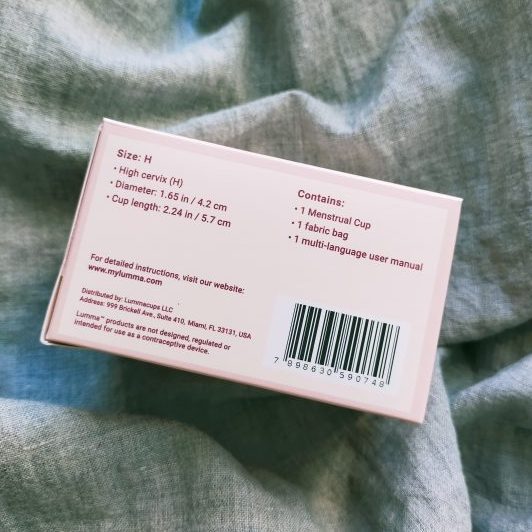 Size: H
• High cervix (H)
• Diameter: 1.65 in / 4.2 cm
• Cup length: 2.24 in / 5.7 cm
Contains:
• 1 Menstrual Cup
• 1 fabric bag
• 1 multi-language user manual
For detailed instructions, visit our website:
www.mylumma.com
Distributed by: Lummacups LLC
Address: 999 Brickell Ave., Suite 410, Miami, FL 33131, USA
Lumma™ products are not designed, regulated or
intended for use as a contraceptive device.
7 898630 590748